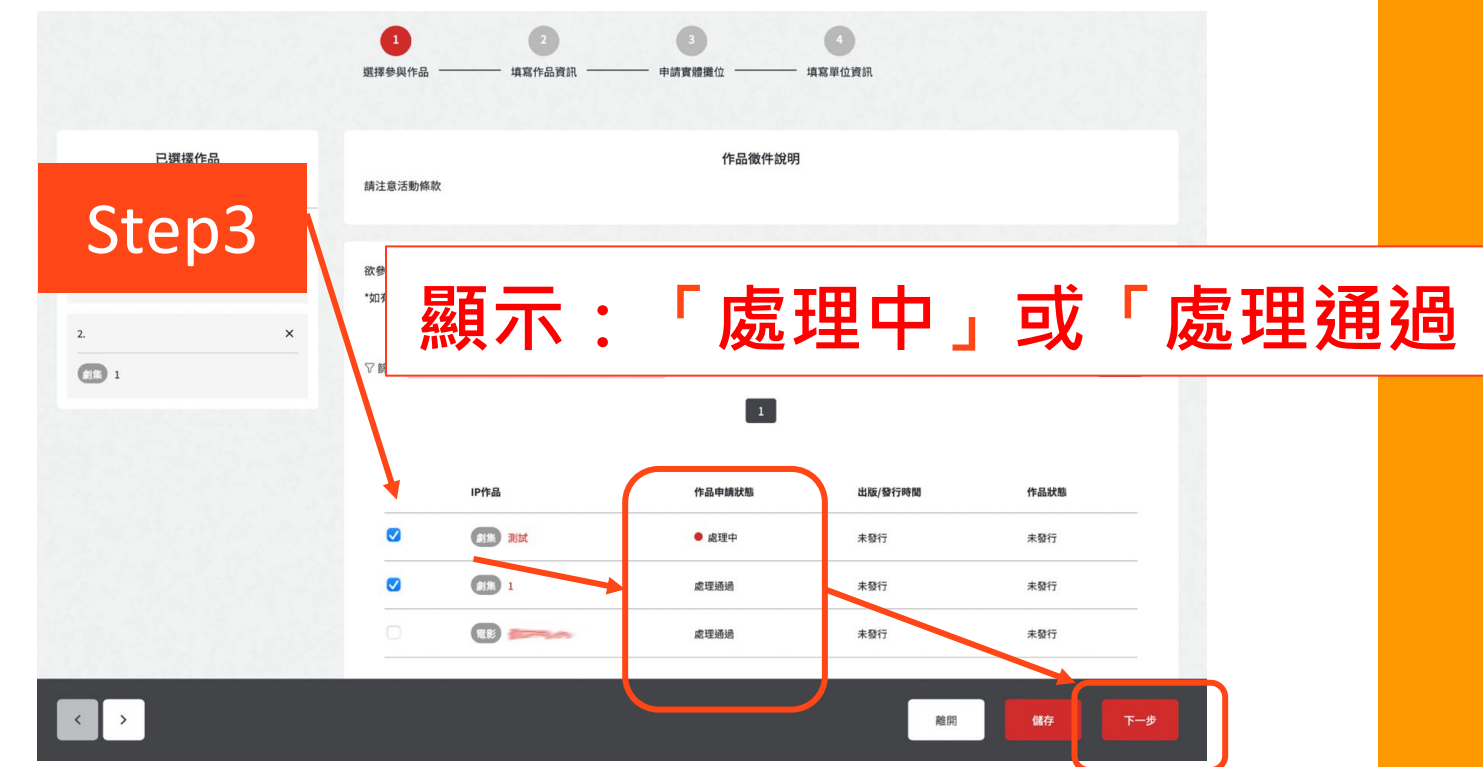 1
2
3
4
選擇參與作品
填寫作品資訊
申請實體攤位
填寫單位資訊
已選擇作品
作品徵件說明
請注意活動條款
Step3
欲參
*如有
顯示：「處理中」或「處理通過
2. ×
劇集 1
1
IP作品 作品申請狀態 出版/發行時間 作品狀態
劇集 測試 處理中 未發行 未發行
劇集 1 處理通過 未發行 未發行
電影 處理通過 未發行 未發行
< >
離開 儲存 下一步